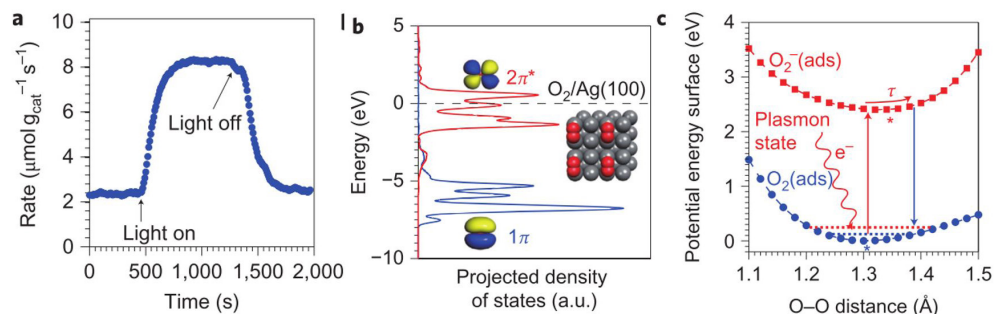 a
Rate (μmol g_cat^−1 s^−1)
10
8
6
4
2
0
Light off
Light on
0
500
1,000
1,500
2,000
Time (s)
b
Energy (eV)
5
0
−5
−10
2π*
O2/Ag(100)
1π
Projected density
of states (a.u.)
c
Potential energy surface (eV)
4
3
2
1
0
O2−(ads)
τ
*
Plasmon
state
e−
O2(ads)
*
1.1
1.2
1.3
1.4
1.5
O–O distance (Å)